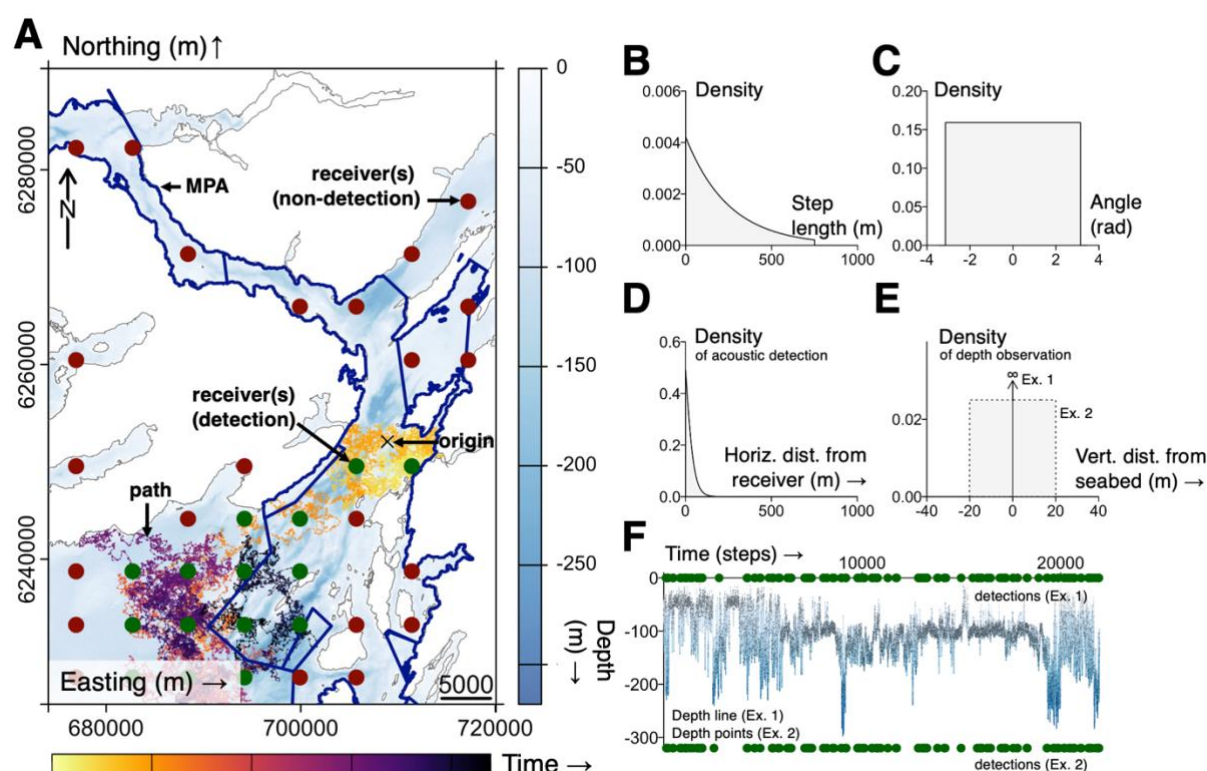 A
Northing (m)↑
6280000
6260000
6240000
N
MPA
receiver(s)
(non-detection)
receiver(s)
(detection)
origin
path
Easting (m) →
5000
680000
700000
720000
Time →
0
-50
-100
-150
-200
-250
Depth
(m) →
B
Density
0.006
0.004
0.002
0.000
Step
length (m)
0
500
1000
C
Density
0.20
0.15
0.10
0.05
0.00
Angle
(rad)
-4
-2
0
2
4
D
Density
of acoustic detection
0.6
0.4
0.2
0.0
Horiz. dist. from
receiver (m) →
0
500
1000
E
Density
of depth observation
∞
Ex. 1
Ex. 2
0.02
0.00
Vert. dist. from
seabed (m) →
-40
-20
0
20
40
F
Time (steps) →
10000
20000
0
-100
-200
-300
detections (Ex. 1)
Depth line (Ex. 1)
Depth points (Ex. 2)
detections (Ex. 2)